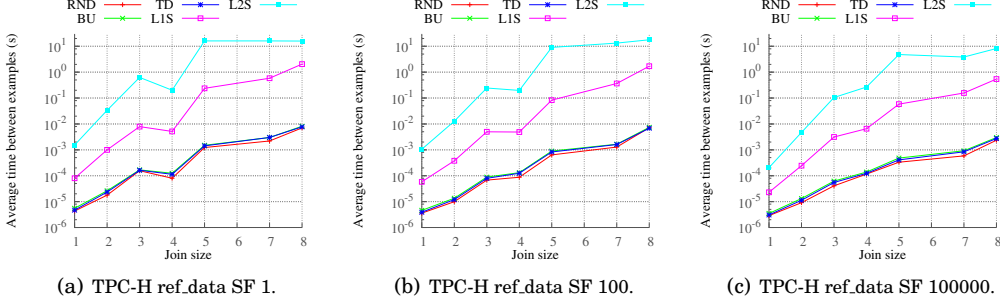 RND TD L2S
BU L1S
Average time between examples (s)
10^1
10^0
10^-1
10^-2
10^-3
10^-4
10^-5
10^-6
1 2 3 4 5 6 7 8
Join size
(a) TPC-H ref_data SF 1.
RND TD L2S
BU L1S
Average time between examples (s)
10^1
10^0
10^-1
10^-2
10^-3
10^-4
10^-5
10^-6
1 2 3 4 5 6 7 8
Join size
(b) TPC-H ref_data SF 100.
RND TD L2S
BU L1S
Average time between examples (s)
10^1
10^0
10^-1
10^-2
10^-3
10^-4
10^-5
10^-6
1 2 3 4 5 6 7 8
Join size
(c) TPC-H ref_data SF 100000.